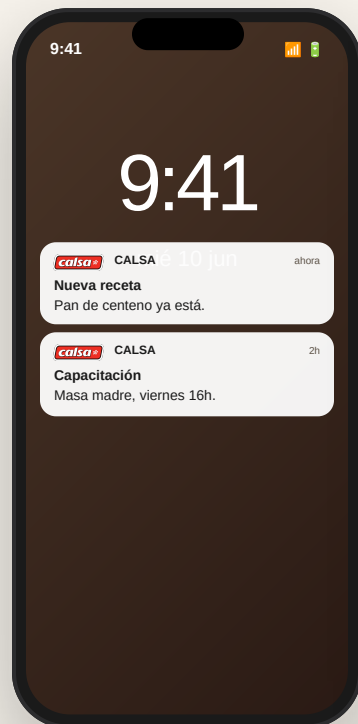 9:41
9:41
ié 10 jun
calsa CALSA ahora
Nueva receta
Pan de centeno ya está.
calsa CALSA 2h
Capacitación
Masa madre, viernes 16h.